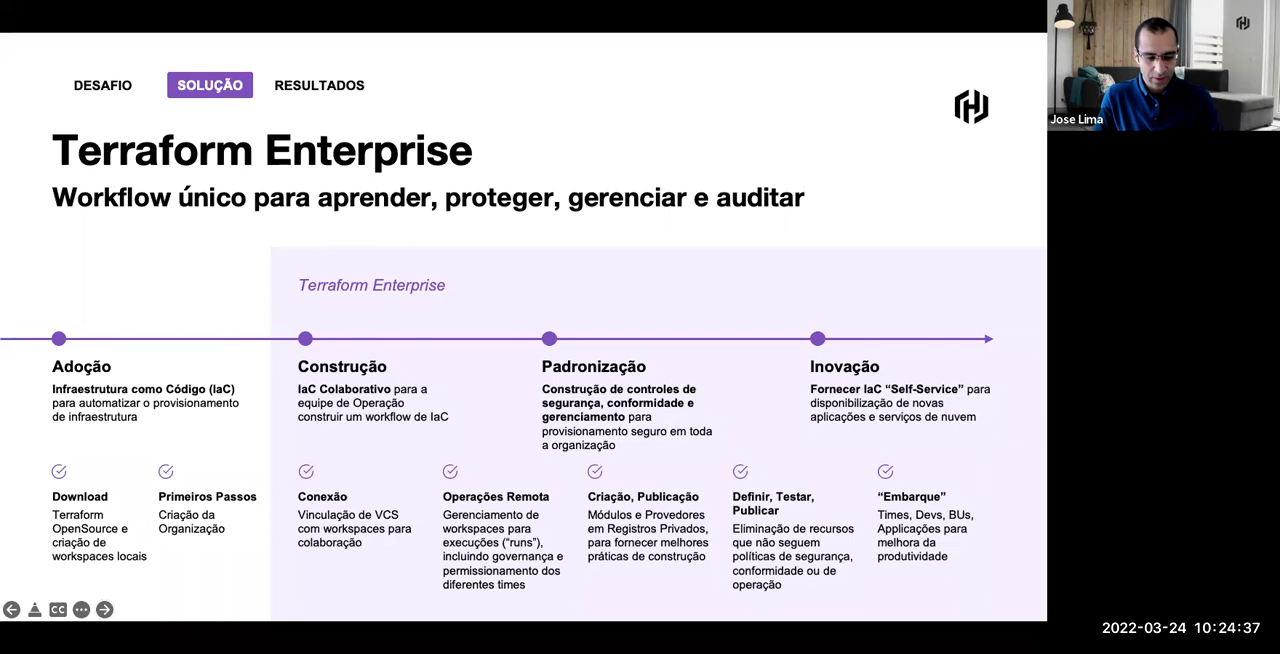 DESAFIO
SOLUÇÃO
RESULTADOS
Terraform Enterprise
Workflow único para aprender, proteger, gerenciar e auditar
Terraform Enterprise
Adoção
Infraestrutura como Código (IaC)
para automatizar o provisionamento
de infraestrutura
Construção
IaC Colaborativo para a
equipe de Operação
construir um workflow de IaC
Padronização
Construção de controles de
segurança, conformidade e
gerenciamento para
provisionamento seguro em toda
a organização
Inovação
Fornecer IaC “Self-Service” para
disponibilização de novas
aplicações e serviços de nuvem
Download
Terraform
OpenSource e
criação de
workspaces locais
Primeiros Passos
Criação da
Organização
Conexão
Vinculação de VCS
com workspaces para
colaboração
Operações Remota
Gerenciamento de
workspaces para
execuções (“runs”),
incluindo governança e
permissionamento dos
diferentes times
Criação, Publicação
Módulos e Provedores
em Registros Privados,
para fornecer melhores
práticas de construção
Definir, Testar,
Publicar
Eliminação de recursos
que não seguem
políticas de segurança,
conformidade ou de
operação
“Embarque”
Times, Devs, BUs,
Applicações para
melhora da
produtividade
CC
Jose Lima
2022-03-24 10:24:37